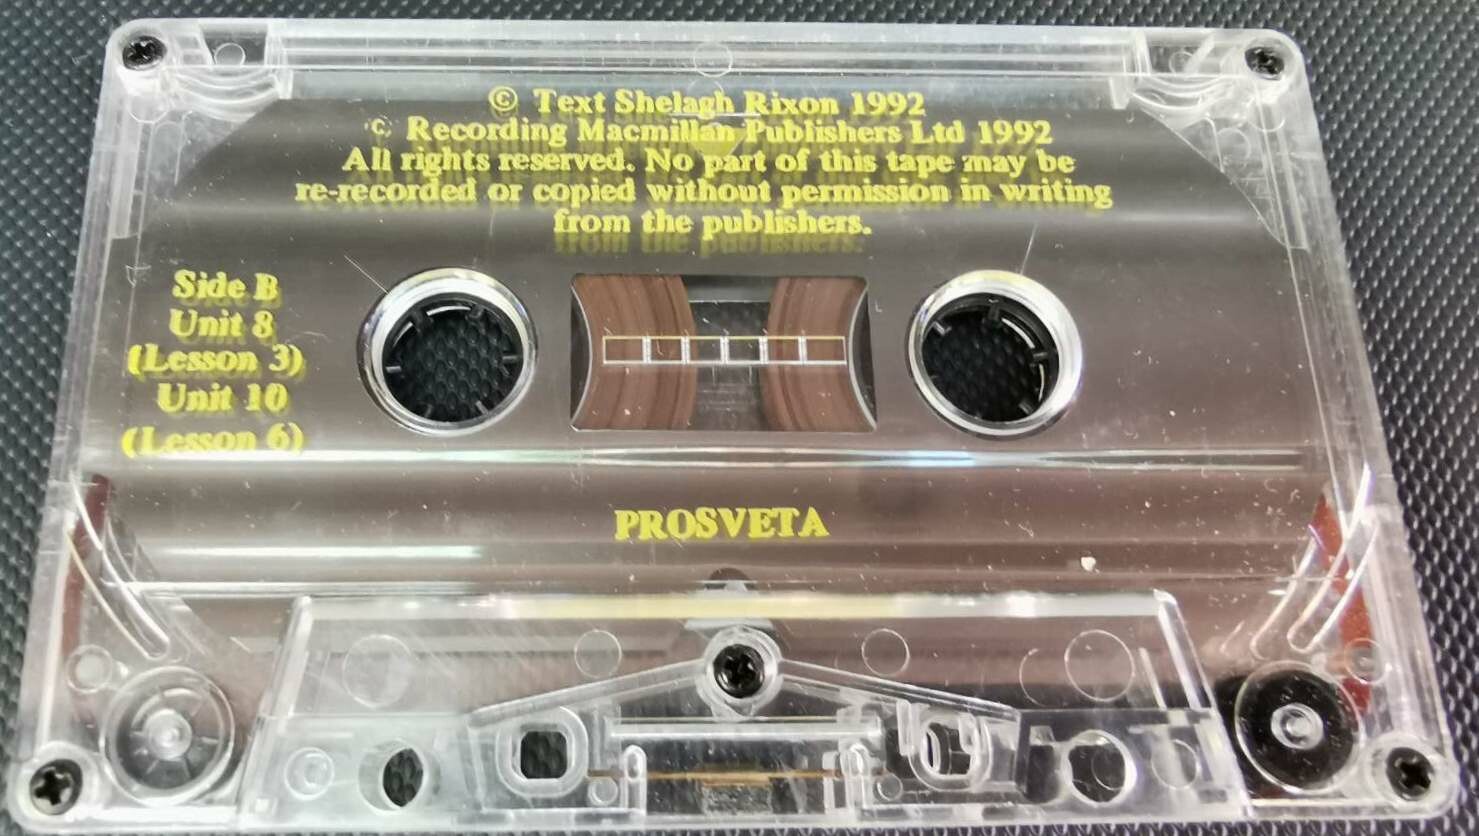 © Text Shelagh Rixon 1992
© Recording Macmillan Publishers Ltd 1992
All rights reserved. No part of this tape may be
re-recorded or copied without permission in writing
from the publishers.
Side B
Unit 8
(Lesson 3)
Unit 10
(Lesson 6)
PROSVETA